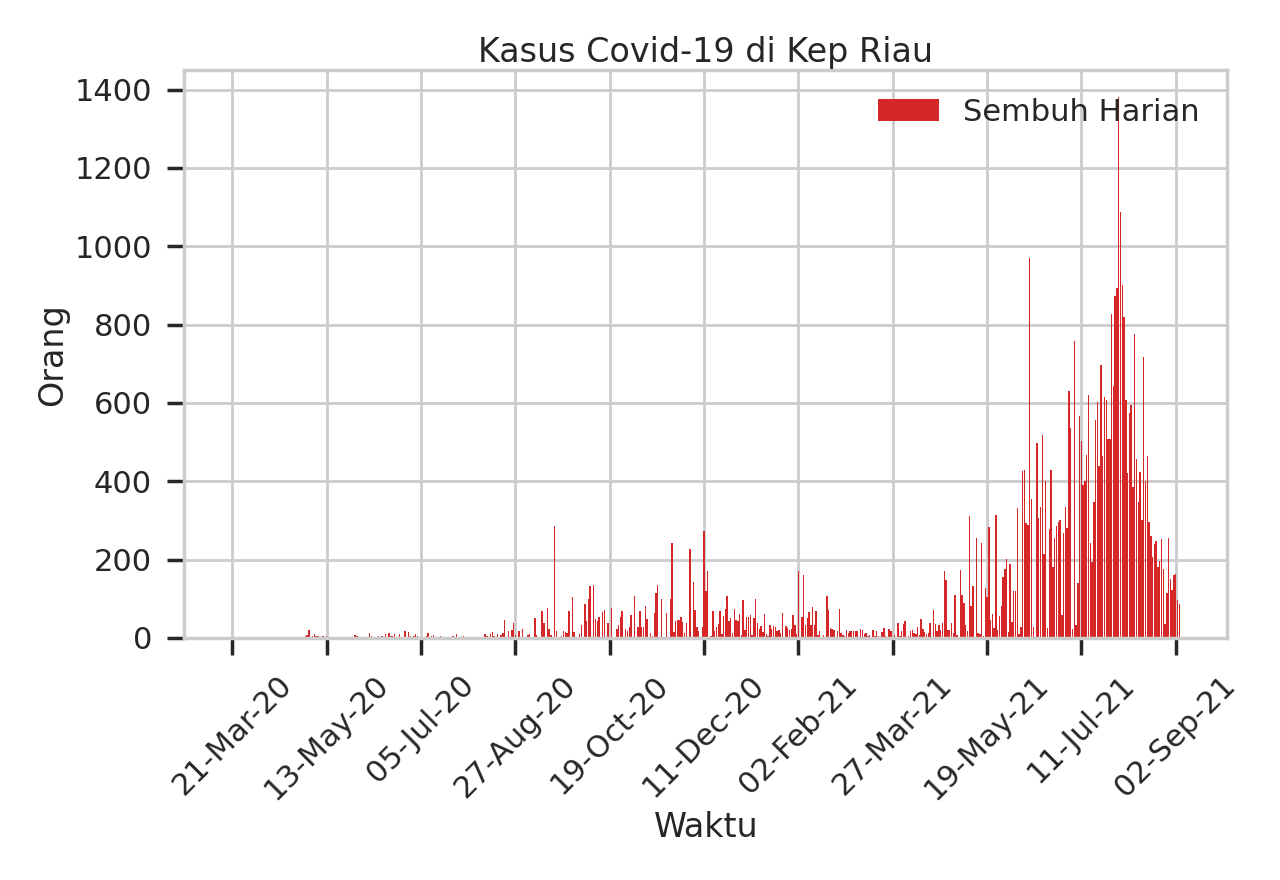 Kasus Covid-19 di Kep Riau
Sembuh Harian
Orang
1400
1200
1000
800
600
400
200
0
21-Mar-20
13-May-20
05-Jul-20
27-Aug-20
19-Oct-20
11-Dec-20
02-Feb-21
27-Mar-21
19-May-21
11-Jul-21
02-Sep-21
Waktu